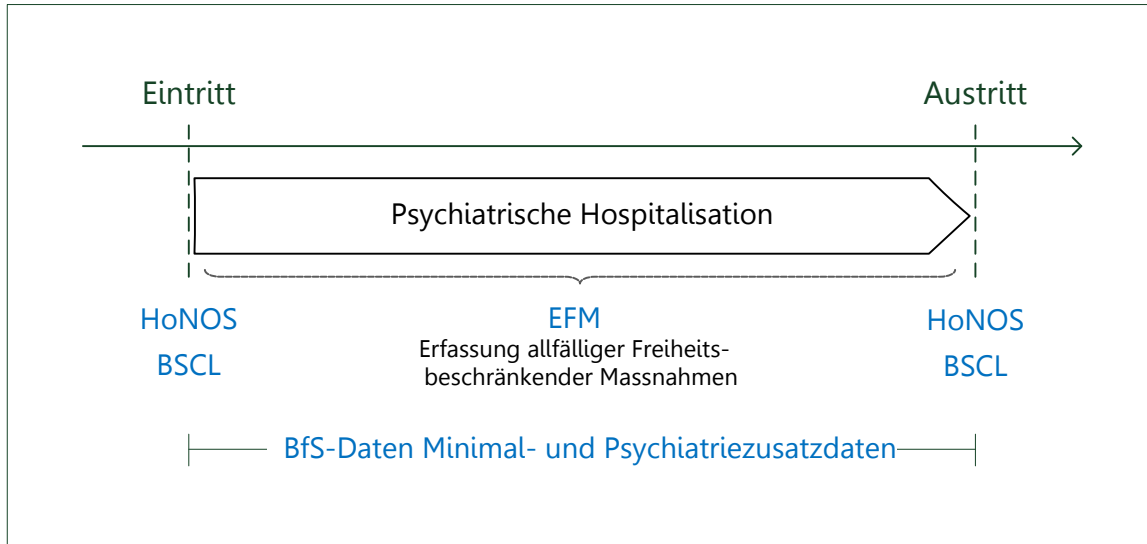 Eintritt
Austritt
Psychiatrische Hospitalisation
HoNOS
BSCL
EFM
Erfassung allfälliger Freiheits-
beschränkender Massnahmen
HoNOS
BSCL
BfS-Daten Minimal- und Psychiatriezusatzdaten